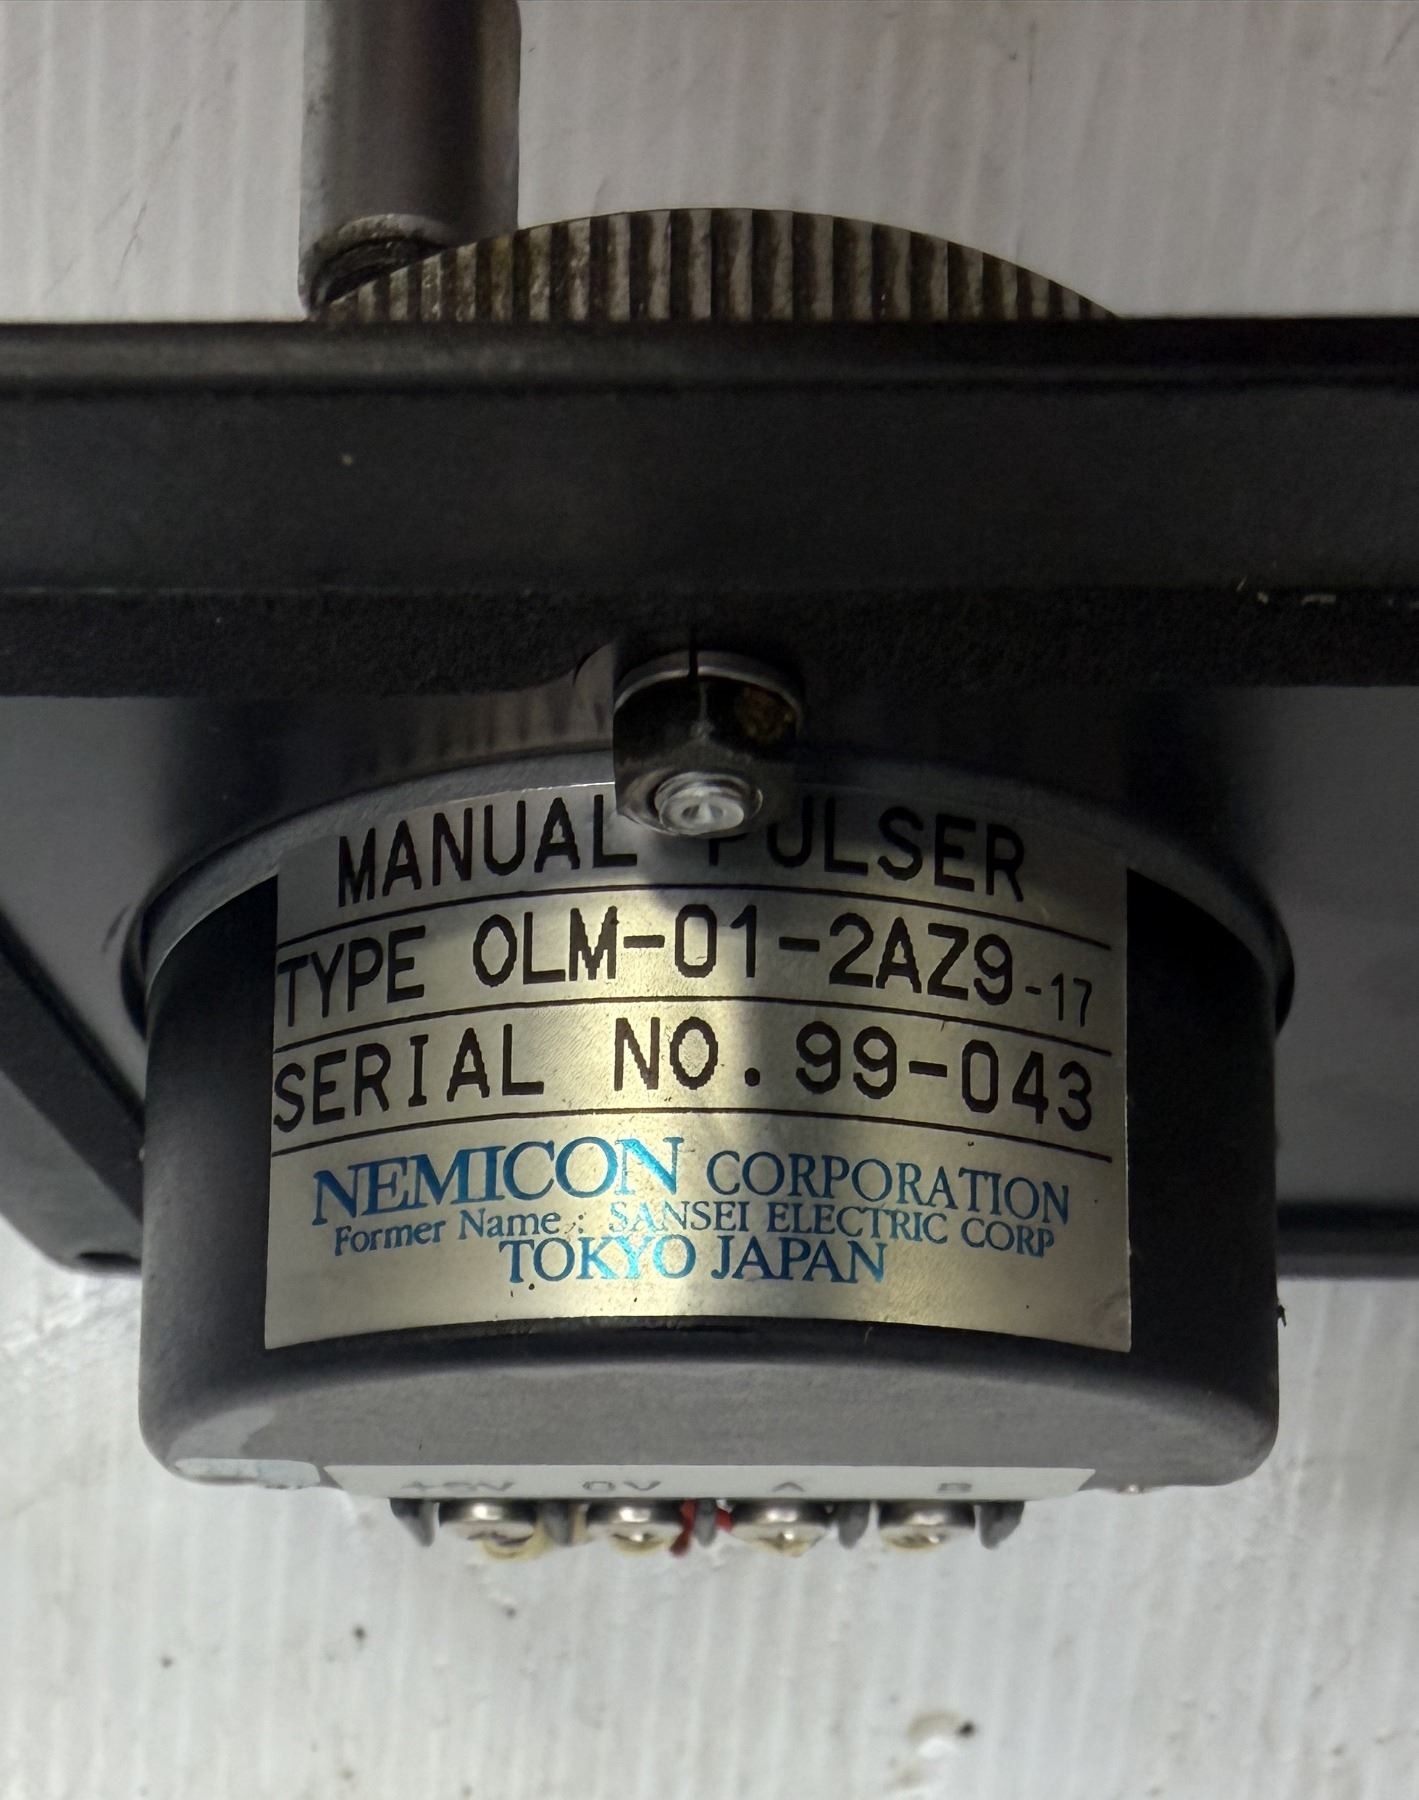 MANUAL PULSER
TYPE OLM-01-2AZ9-17
SERIAL NO. 99-043
NEMICON CORPORATION
Former Name : SANSEI ELECTRIC CORP
TOKYO JAPAN
+5V 0V A B